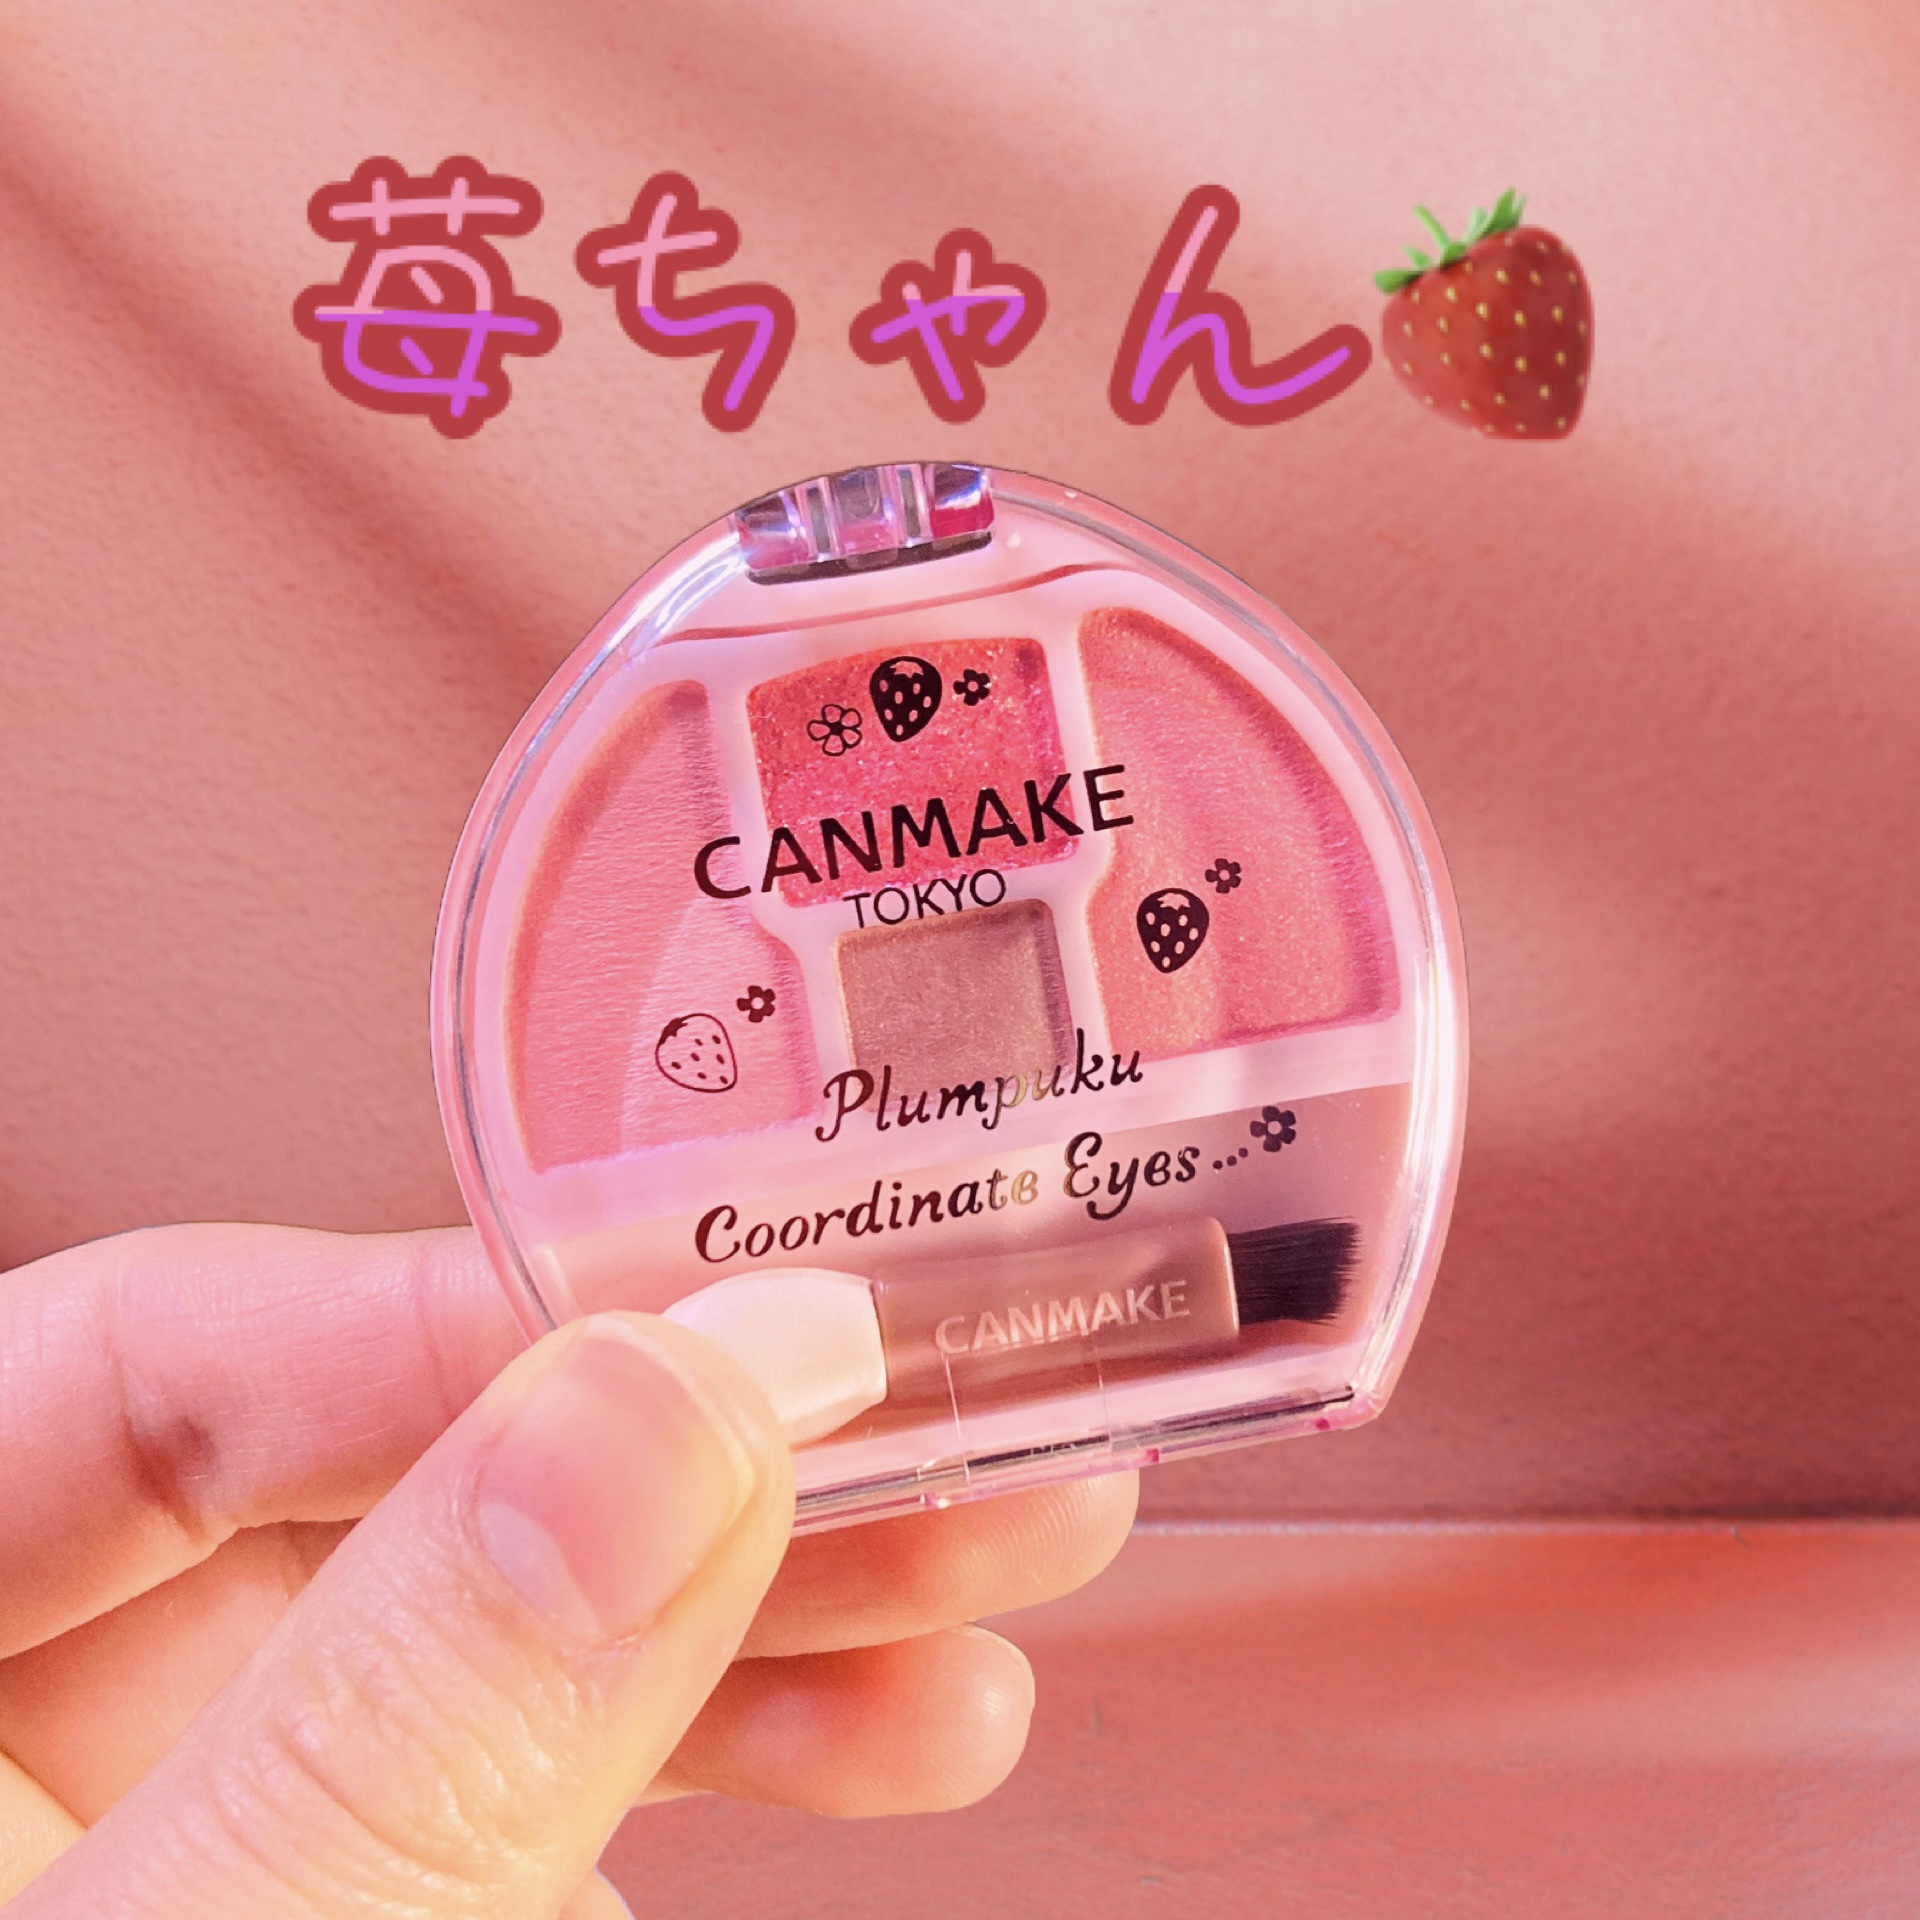 苺ちゃん🍓
CANMAKE
TOKYO
Plumpuku
Coordinate Eyes...
CANMAKE